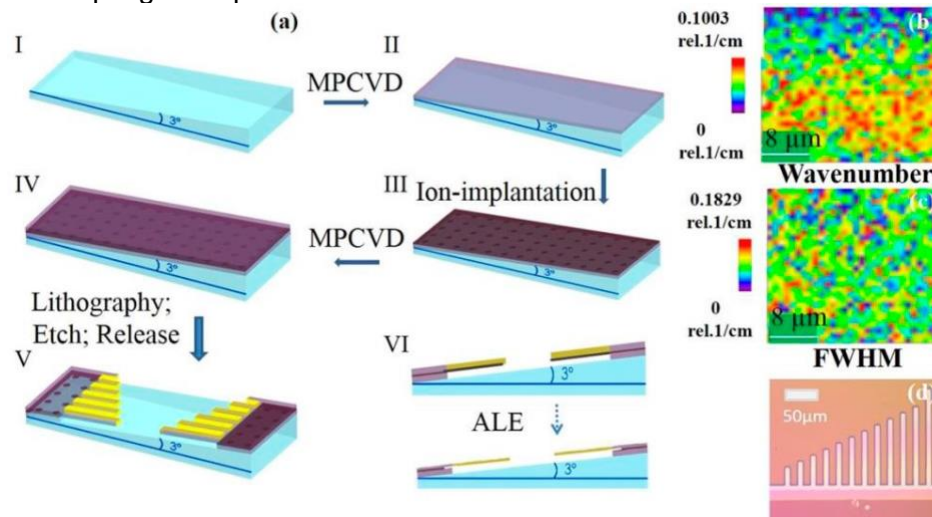 (a)
I
MPCVD
II
3°
3°
IV
Ion-implantation
III
MPCVD
3°
3°
Lithography;
Etch; Release
V
VI
3°
ALE
3°
3°
0.1003
rel.1/cm
(b)
0
rel.1/cm
8 µm
Wavenumber
0.1829
rel.1/cm
(c)
0
rel.1/cm
8 µm
FWHM
(d)
50µm